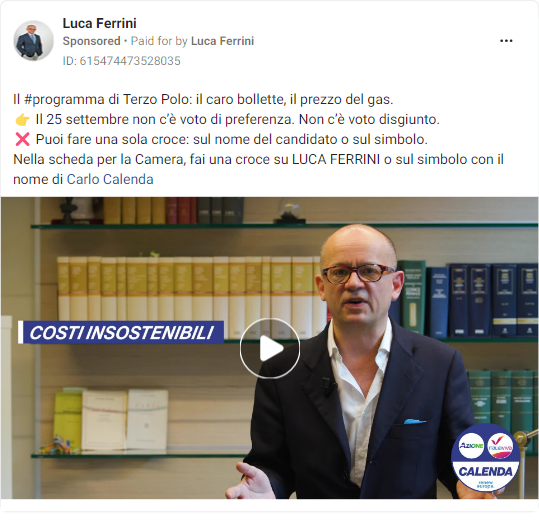 Luca Ferrini
Sponsored • Paid for by Luca Ferrini
ID: 615474473528035
Il #programma di Terzo Polo: il caro bollette, il prezzo del gas.
👉 Il 25 settembre non c'è voto di preferenza. Non c'è voto disgiunto.
❌ Puoi fare una sola croce: sul nome del candidato o sul simbolo.
Nella scheda per la Camera, fai una croce su LUCA FERRINI o sul simbolo con il
nome di Carlo Calenda
COSTI INSOSTENIBILI
AZIONE
ITALIA VIVA
CALENDA
renew
europe.